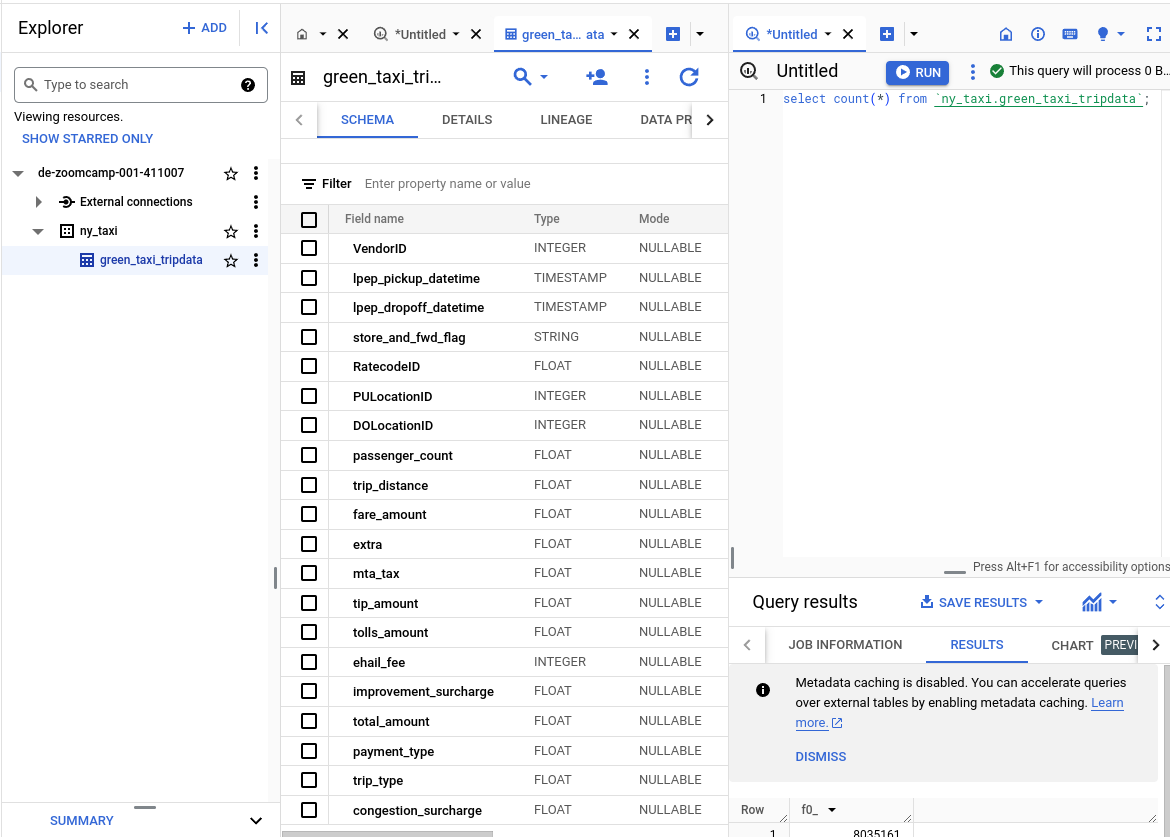 Explorer
+ ADD
Type to search
Viewing resources.
SHOW STARRED ONLY
de-zoomcamp-001-411007
External connections
ny_taxi
green_taxi_tripdata
SUMMARY
*Untitled
green_ta... ata
green_taxi_tri...
SCHEMA DETAILS LINEAGE DATA PR
Filter Enter property name or value
Field name Type Mode
VendorID INTEGER NULLABLE
lpep_pickup_datetime TIMESTAMP NULLABLE
lpep_dropoff_datetime TIMESTAMP NULLABLE
store_and_fwd_flag STRING NULLABLE
RatecodeID FLOAT NULLABLE
PULocationID INTEGER NULLABLE
DOLocationID INTEGER NULLABLE
passenger_count FLOAT NULLABLE
trip_distance FLOAT NULLABLE
fare_amount FLOAT NULLABLE
extra FLOAT NULLABLE
mta_tax FLOAT NULLABLE
tip_amount FLOAT NULLABLE
tolls_amount FLOAT NULLABLE
ehail_fee INTEGER NULLABLE
improvement_surcharge FLOAT NULLABLE
total_amount FLOAT NULLABLE
payment_type FLOAT NULLABLE
trip_type FLOAT NULLABLE
congestion_surcharge FLOAT NULLABLE
*Untitled
Untitled
RUN
This query will process 0 B...
1 select count(*) from `ny_taxi.green_taxi_tripdata`;
Press Alt+F1 for accessibility options
Query results
SAVE RESULTS
JOB INFORMATION RESULTS CHART PREVI
Metadata caching is disabled. You can accelerate queries
over external tables by enabling metadata caching. Learn
more.
DISMISS
Row f0_
1 8035161